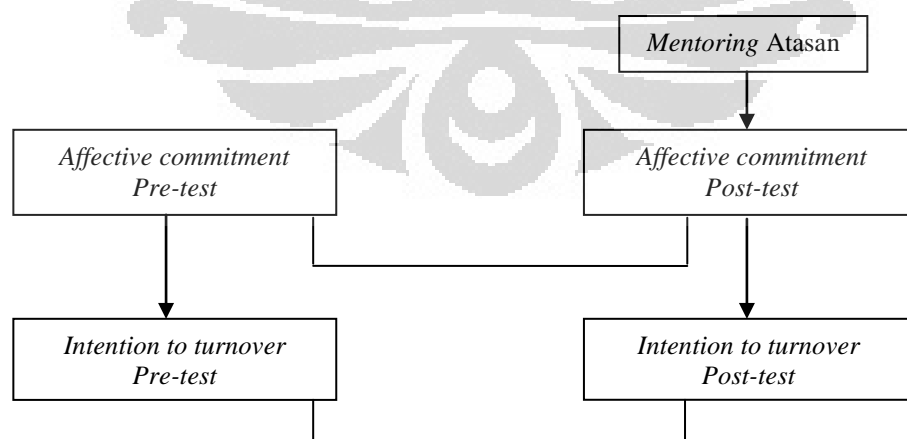 Mentoring Atasan
Affective commitment
Pre-test
Affective commitment
Post-test
Intention to turnover
Pre-test
Intention to turnover
Post-test